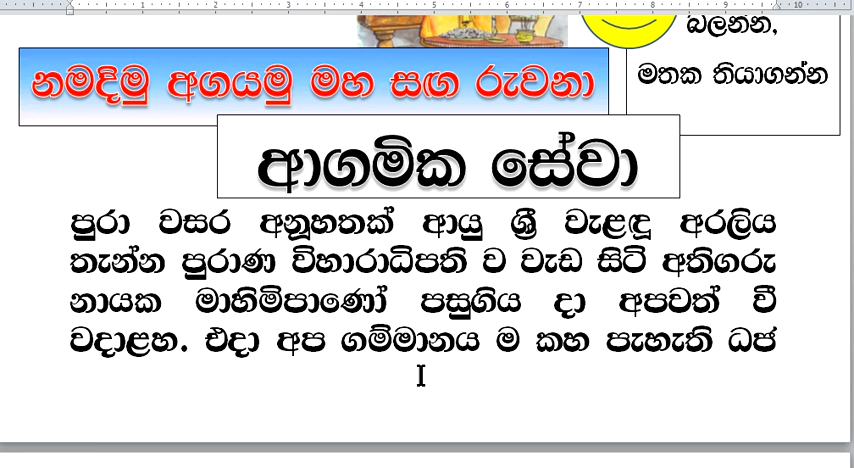 බලන්න,
මතක තියාගන්න
නමදිමු අගයමු මහ සඟ රුවනා
ආගමික සේවා
පුරා වසර අනූහතක් ආයු ශ්‍රී වැළඳූ අරලිය
තැන්න පුරාණ විහාරාධිපති ව වැඩ සිටි අතිගරු
නායක මාහිමිපාණෝ පසුගිය දා අපවත් වී
වදාළහ. එදා අප ගම්මානය ම කහ පැහැති ධජ